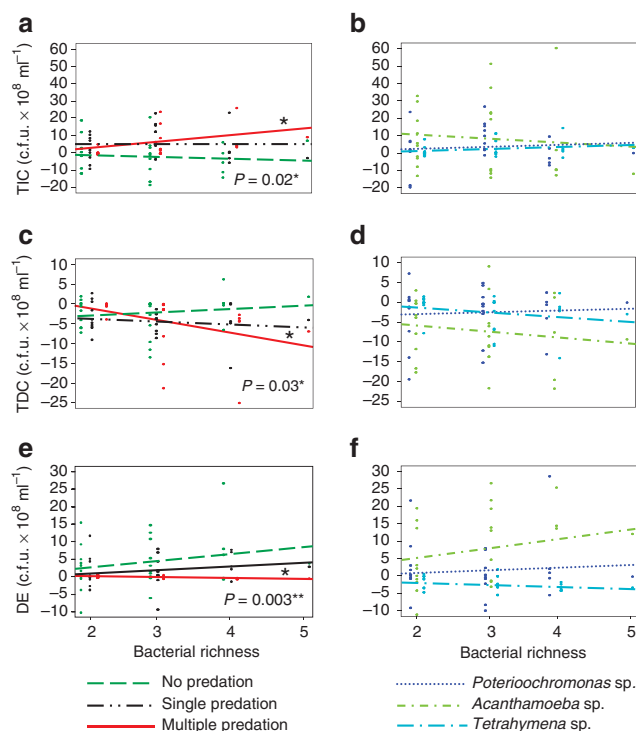 a
b
TIC (c.f.u. × 10⁸ ml⁻¹)
60
50
40
30
20
10
0
–10
–20
*
P = 0.02*
60
50
40
30
20
10
0
–10
–20
c
d
TDC (c.f.u. × 10⁸ ml⁻¹)
10
5
0
–5
–10
–15
–20
–25
*
P = 0.03*
10
5
0
–5
–10
–15
–20
–25
e
f
DE (c.f.u. × 10⁸ ml⁻¹)
30
25
20
15
10
5
0
–5
–10
*
P = 0.003**
30
25
20
15
10
5
0
–5
–10
2 3 4 5
2 3 4 5
Bacterial richness
Bacterial richness
No predation
Single predation
Multiple predation
Poterioochromonas sp.
Acanthamoeba sp.
Tetrahymena sp.